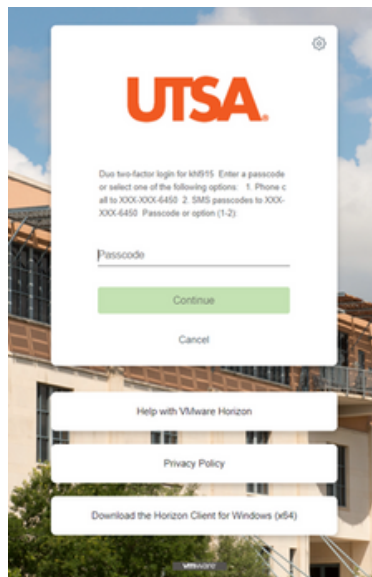 UTSA.
Duo two-factor login for khf915 Enter a passcode
or select one of the following options: 1. Phone c
all to XXX-XXX-6450 2. SMS passcodes to XXX-
XXX-6450 Passcode or option (1-2):
Passcode
Continue
Cancel
Help with VMware Horizon
Privacy Policy
Download the Horizon Client for Windows (x64)
vmware